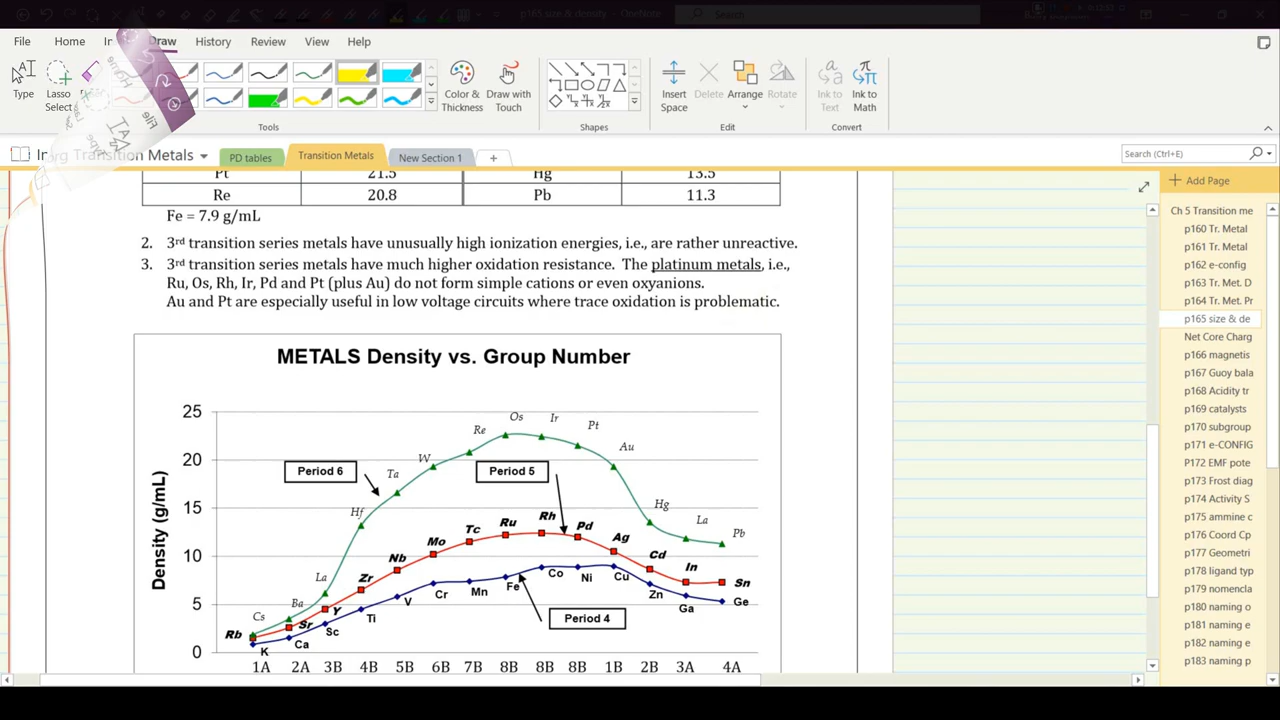 p165 size & density - OneNote
Search
File Home Draw History Review View Help
Type
Lasso Select
Color & Thickness
Draw with Touch
Insert Space
Delete
Arrange
Rotate
Ink to Text
Ink to Math
Tools
Shapes
Edit
Convert
Transition Metals
PD tables
Transition Metals
New Section 1
Search (Ctrl+E)
Pt 21.5 Hg 13.5
Re 20.8 Pb 11.3
Fe = 7.9 g/mL
2. 3rd transition series metals have unusually high ionization energies, i.e., are rather unreactive.
3. 3rd transition series metals have much higher oxidation resistance. The platinum metals, i.e.,
Ru, Os, Rh, Ir, Pd and Pt (plus Au) do not form simple cations or even oxyanions.
Au and Pt are especially useful in low voltage circuits where trace oxidation is problematic.
METALS Density vs. Group Number
Density (g/mL)
25
20
15
10
5
0
Period 6
Period 5
Period 4
Cs Ba La Hf Ta W Re Os Ir Pt Au Hg La Pb
Rb Sr Y Zr Nb Mo Tc Ru Rh Pd Ag Cd In Sn
K Ca Sc Ti V Cr Mn Fe Co Ni Cu Zn Ga Ge
1A 2A 3B 4B 5B 6B 7B 8B 8B 8B 1B 2B 3A 4A
Add Page
Ch 5 Transition me
p160 Tr. Metal
p161 Tr. Metal
p162 e-config
p163 Tr. Met. D
p164 Tr. Met. Pr
p165 size & de
Net Core Charg
p166 magnetis
p167 Guoy bala
p168 Acidity tr
p169 catalysts
p170 subgroup
p171 e-CONFIG
P172 EMF pote
p173 Frost diag
p174 Activity S
p175 ammine c
p176 Coord Co
p177 Geometri
p178 ligand typ
p179 nomencla
p180 naming o
p181 naming e
p182 naming e
p183 naming p